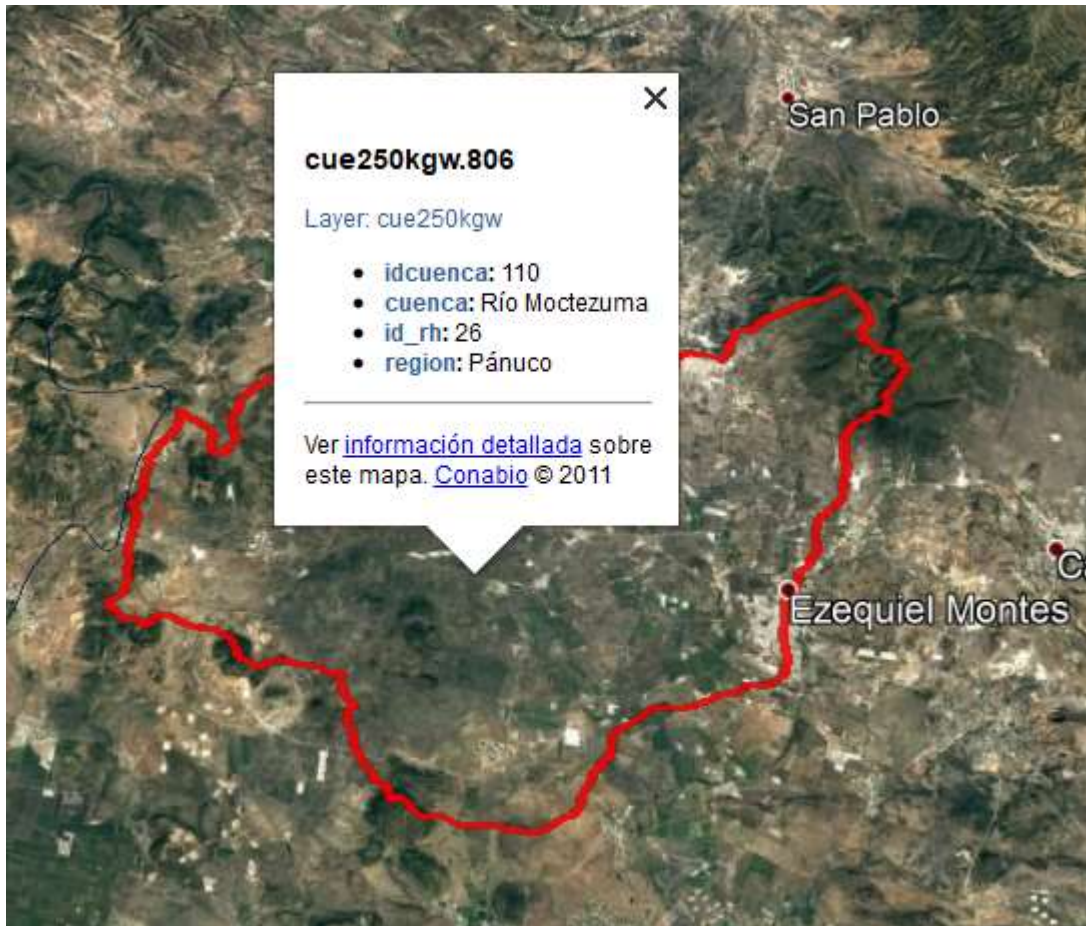 San Pablo
cue250kgw.806
Layer: cue250kgw
idcuenca: 110
cuenca: Río Moctezuma
id_rh: 26
region: Pánuco
Ver información detallada sobre
este mapa. Conabio © 2011
Ezequiel Montes